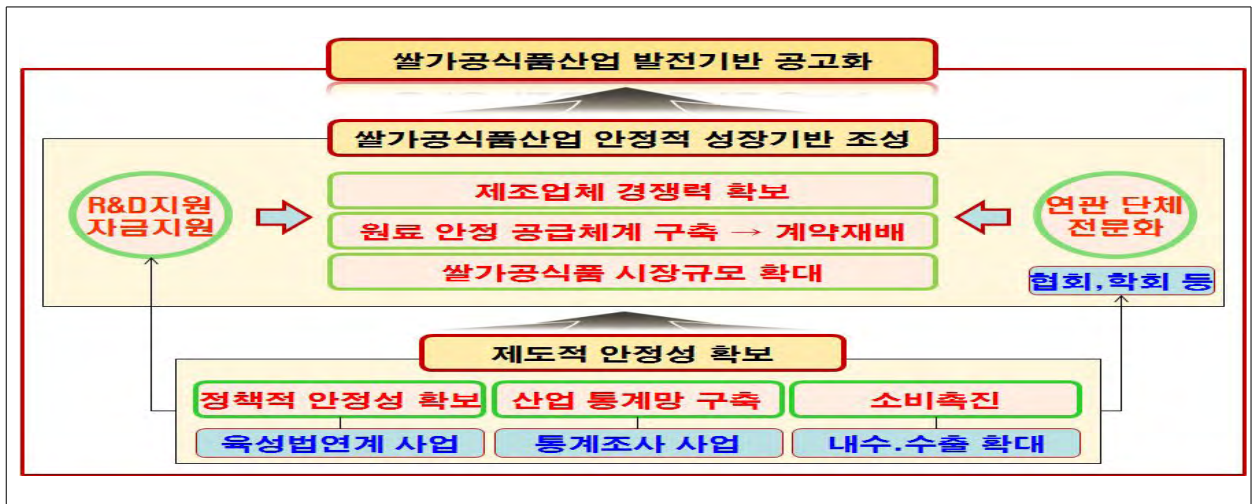 쌀가공식품산업 발전기반 공고화
쌀가공식품산업 안정적 성장기반 조성
R&D지원
자금지원
제조업체 경쟁력 확보
원료 안정 공급체계 구축 → 계약재배
쌀가공식품 시장규모 확대
연관 단체
전문화
협회,학회 등
제도적 안정성 확보
정책적 안정성 확보
산업 통계망 구축
소비촉진
육성법연계 사업
통계조사 사업
내수.수출 확대